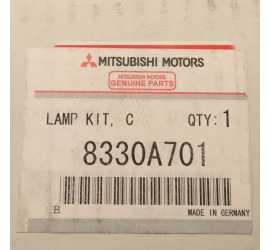 MITSUBISHI MOTORS
MITSUBISHI MOTORS
GENUINE PARTS
LAMP KIT, C QTY: 1
8330A701
B MADE IN GERMANY